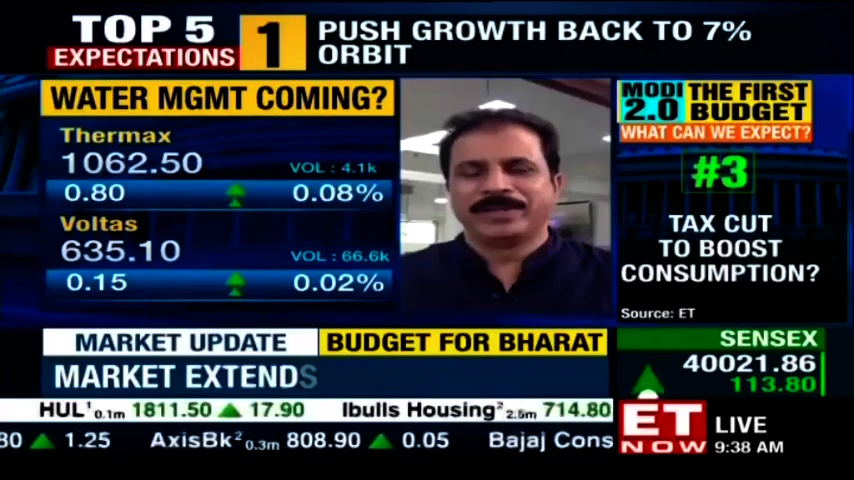 TOP 5
EXPECTATIONS
1
PUSH GROWTH BACK TO 7%
ORBIT
WATER MGMT COMING?
Thermax
1062.50 VOL : 4.1k
0.80 0.08%
Voltas
635.10 VOL : 66.6k
0.15 0.02%
MODI
2.0
THE FIRST
BUDGET
WHAT CAN WE EXPECT?
#3
TAX CUT
TO BOOST
CONSUMPTION?
Source: ET
MARKET UPDATE
BUDGET FOR BHARAT
MARKET EXTENDS
SENSEX
40021.86
113.80
HUL¹ 0.1m 1811.50 17.90 Ibulls Housing² 2.6m 714.80
80 1.25 AxisBk² 0.3m 808.90 0.05 Bajaj Cons
ET
NOW
LIVE
9:38 AM